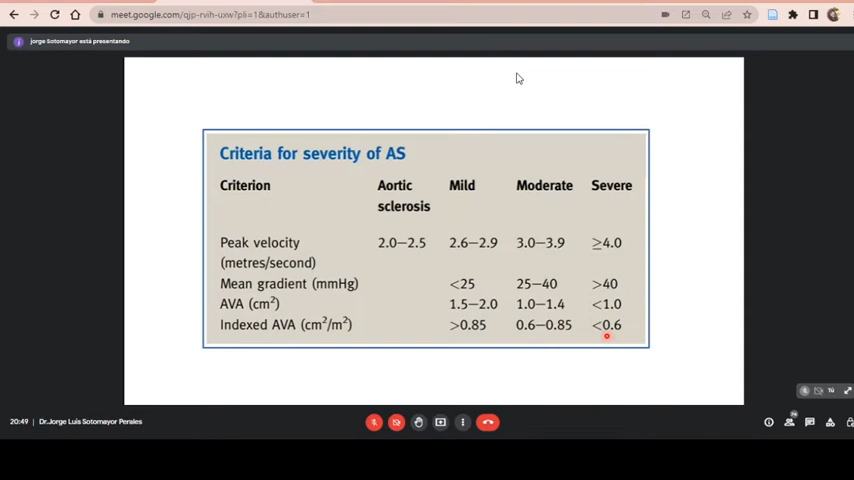 meet.google.com/qjp-rvih-uxw?pli=1&authuser=1
jorge Sotomayor está presentando
Criteria for severity of AS
Criterion Aortic sclerosis Mild Moderate Severe
Peak velocity (metres/second) 2.0–2.5 2.6–2.9 3.0–3.9 ≥4.0
Mean gradient (mmHg) <25 25–40 >40
AVA (cm²) 1.5–2.0 1.0–1.4 <1.0
Indexed AVA (cm²/m²) >0.85 0.6–0.85 <0.6
Tú
20:49 | Dr.Jorge Luis Sotomayor Perales